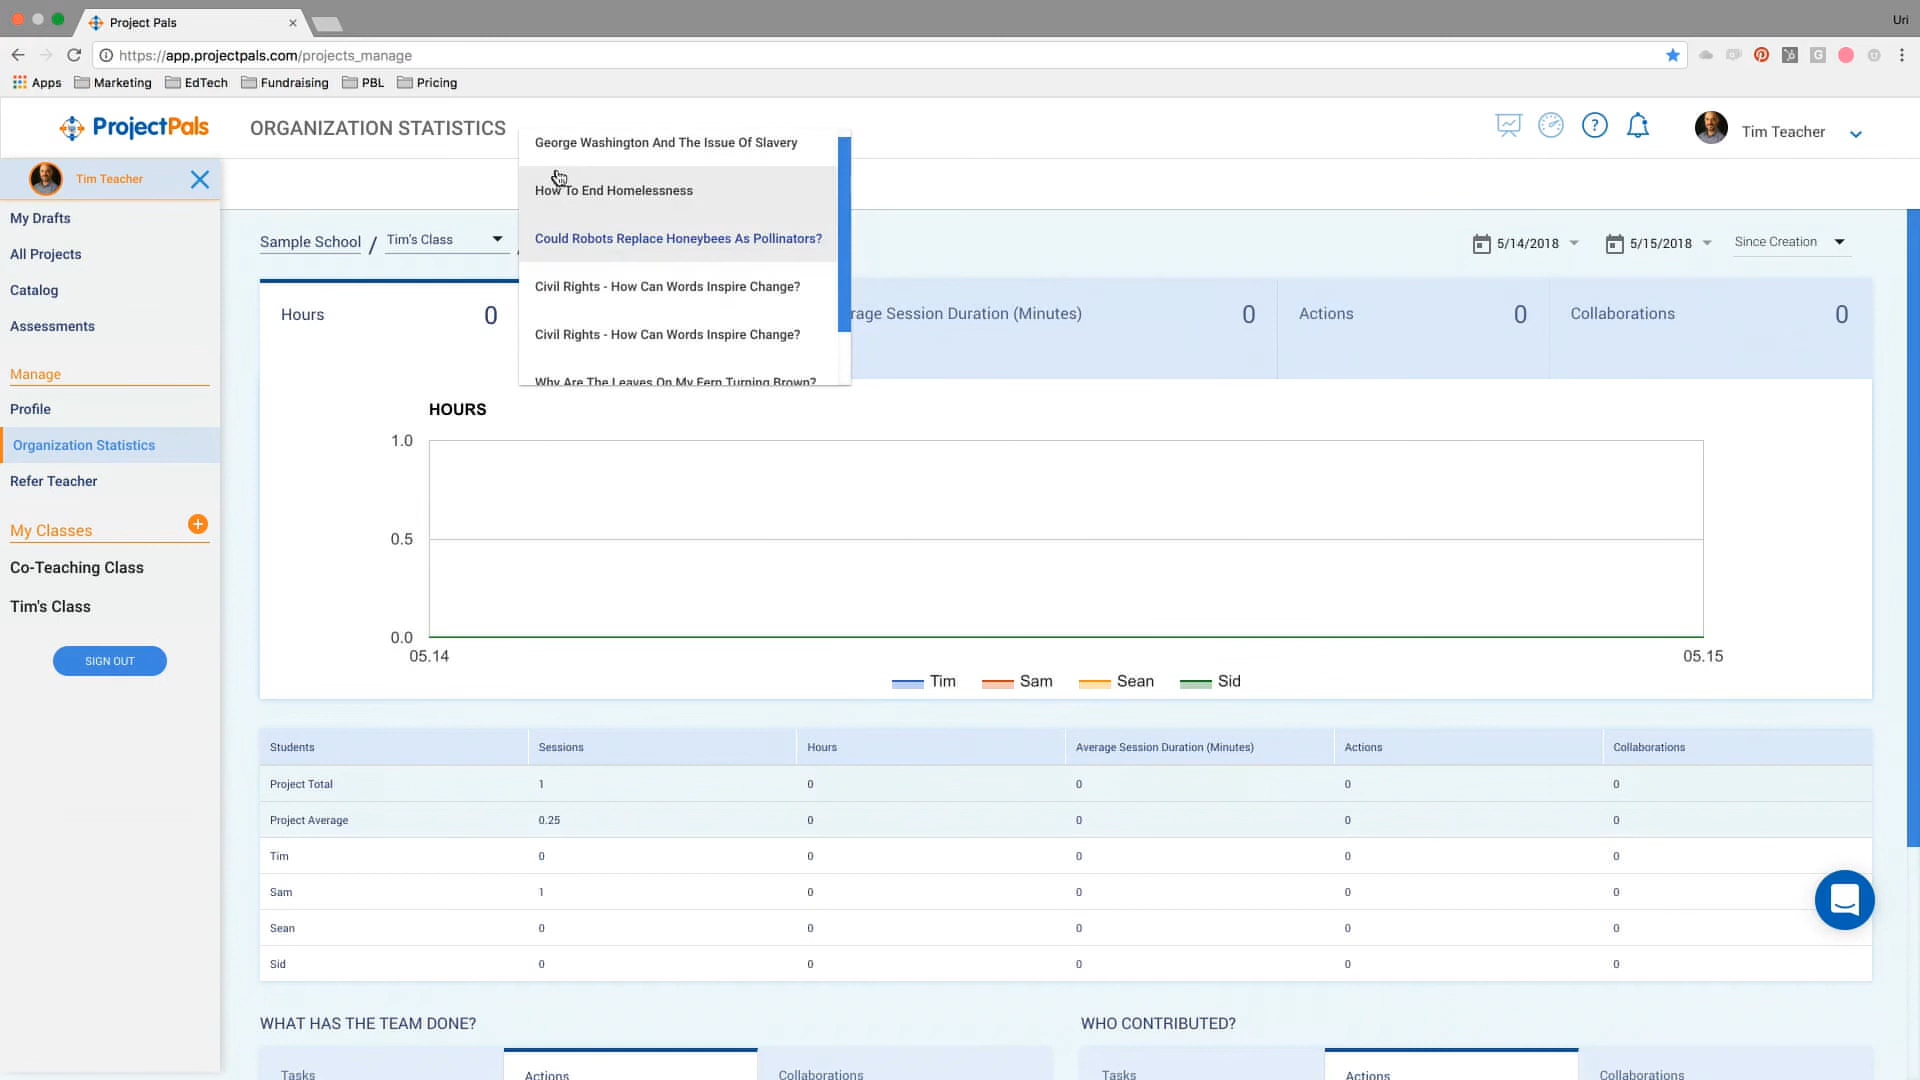 Project Pals
Uri
https://app.projectpals.com/projects_manage
Apps Marketing EdTech Fundraising PBL Pricing
ProjectPals
ORGANIZATION STATISTICS
Tim Teacher
Tim Teacher
My Drafts
All Projects
Catalog
Assessments
Manage
Profile
Organization Statistics
Refer Teacher
My Classes
Co-Teaching Class
Tim's Class
SIGN OUT
George Washington And The Issue Of Slavery
How To End Homelessness
Could Robots Replace Honeybees As Pollinators?
Civil Rights - How Can Words Inspire Change?
Civil Rights - How Can Words Inspire Change?
Why Are The Leaves On My Fern Turning Brown?
Sample School / Tim's Class
5/14/2018 5/15/2018 Since Creation
Hours 0
rage Session Duration (Minutes) 0
Actions 0
Collaborations 0
HOURS
1.0
0.5
0.0
05.14 05.15
Tim Sam Sean Sid
Students Sessions Hours Average Session Duration (Minutes) Actions Collaborations
Project Total 1 0 0 0 0
Project Average 0.25 0 0 0 0
Tim 0 0 0 0 0
Sam 1 0 0 0 0
Sean 0 0 0 0 0
Sid 0 0 0 0 0
WHAT HAS THE TEAM DONE?
Tasks Actions Collaborations
WHO CONTRIBUTED?
Tasks Actions Collaborations